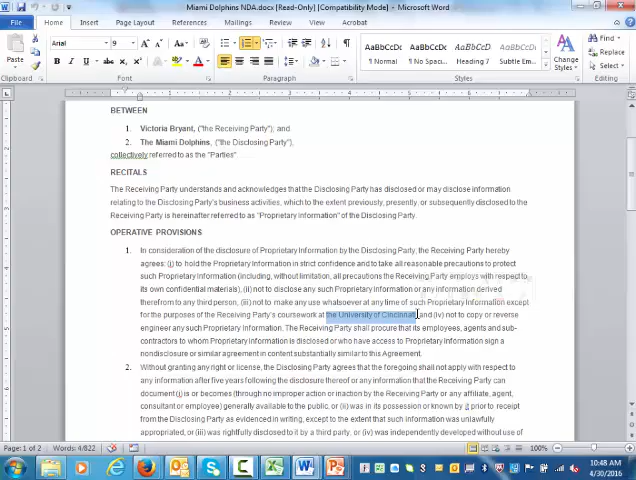 Miami Dolphins NDA.docx [Read-Only] [Compatibility Mode] -
File Home Insert Page Layout References Mailings Review View Acrobat
Arial 9
Paste
B I U abc
AaBbCcDc AaBbCcDc AaBbCcDc AaBbCcDc
¶ Normal ¶ No Spac... Heading 7 ¶ Emphasis
Change
Styles
Find
Replace
Select
Clipboard Font Paragraph Styles Editing
BETWEEN
1. Victoria Bryant, ("the Receiving Party"); and
2. The Miami Dolphins, ("the Disclosing Party"),
collectively referred to as the "Parties"
RECITALS
The Receiving Party understands and acknowledges that the Disclosing Party has disclosed or may disclose information
relating to the Disclosing Party's business activities, which to the extent previously, presently, or subsequently disclosed to the
Receiving Party is hereinafter referred to as "Proprietary Information" of the Disclosing Party.
OPERATIVE PROVISIONS
1. In consideration of the disclosure of Proprietary Information by the Disclosing Party, the Receiving Party hereby
agrees: (i) to hold the Proprietary Information in strict confidence and to take all reasonable precautions to protect
such Proprietary Information (including, without limitation, all precautions the Receiving Party employs with respect to
its own confidential materials), (ii) not to disclose any such Proprietary Information or any information derived
therefrom to any third person, (iii) not to make any use whatsoever at any time of such Proprietary Information except
for the purposes of the Receiving Party's coursework at the University of Cincinnati, and (iv) not to copy or reverse
engineer any such Proprietary Information. The Receiving Party shall procure that its employees, agents and sub-
contractors to whom Proprietary Information is disclosed or who have access to Proprietary Information sign a
nondisclosure or similar agreement in content substantially similar to this Agreement.
2. Without granting any right or license, the Disclosing Party agrees that the foregoing shall not apply with respect to
any information after five years following the disclosure thereof or any information that the Receiving Party can
document (i) is or becomes (through no improper action or inaction by the Receiving Party or any affiliate, agent,
consultant or employee) generally available to the public, or (ii) was in its possession or known by it prior to receipt
from the Disclosing Party as evidenced in writing, except to the extent that such information was unlawfully
appropriated, or (iii) was rightfully disclosed to it by a third party, or (iv) was independently developed without use of
Page: 1 of 2 Words: 4/822 100%
10:48 AM
4/30/2016